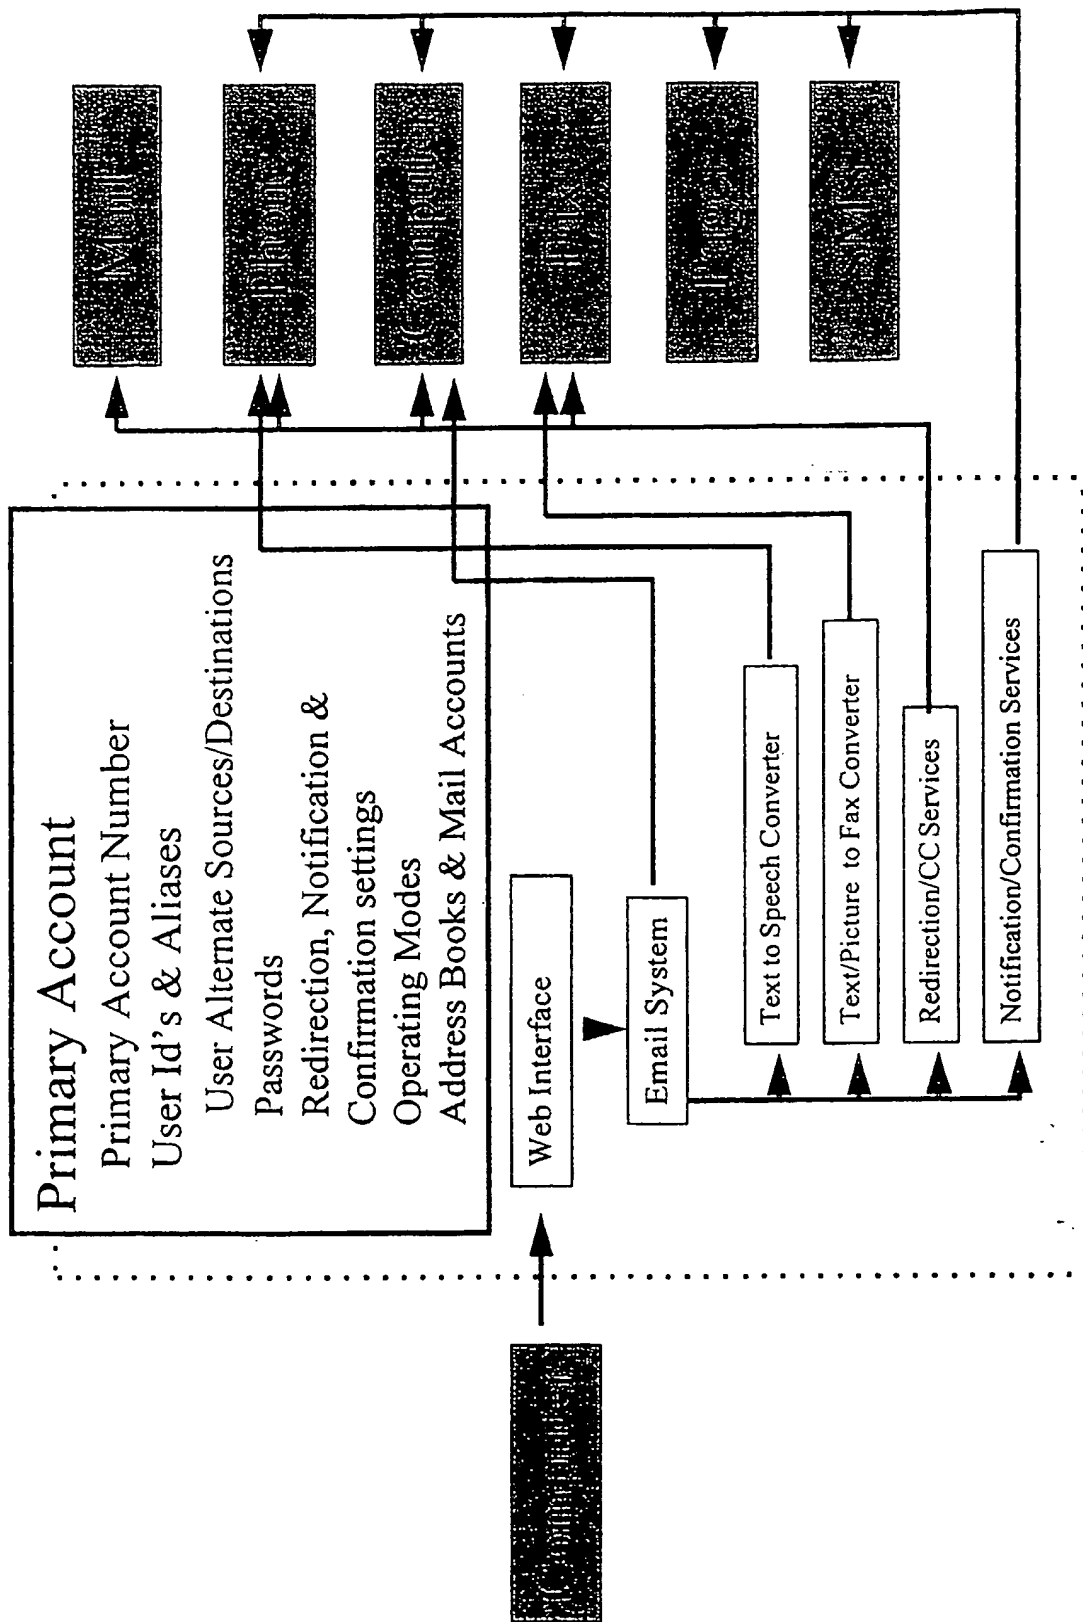 Primary Account
Primary Account Number
User Id's & Aliases
User Alternate Sources/Destinations
Passwords
Redirection, Notification &
Confirmation settings
Operating Modes
Address Books & Mail Accounts
Computer
Web Interface
Email System
Text to Speech Converter
Text/Picture to Fax Converter
Redirection/CC Services
Notification/Confirmation Services
Mail
Phone
Computer
Fax
Pager
SMS